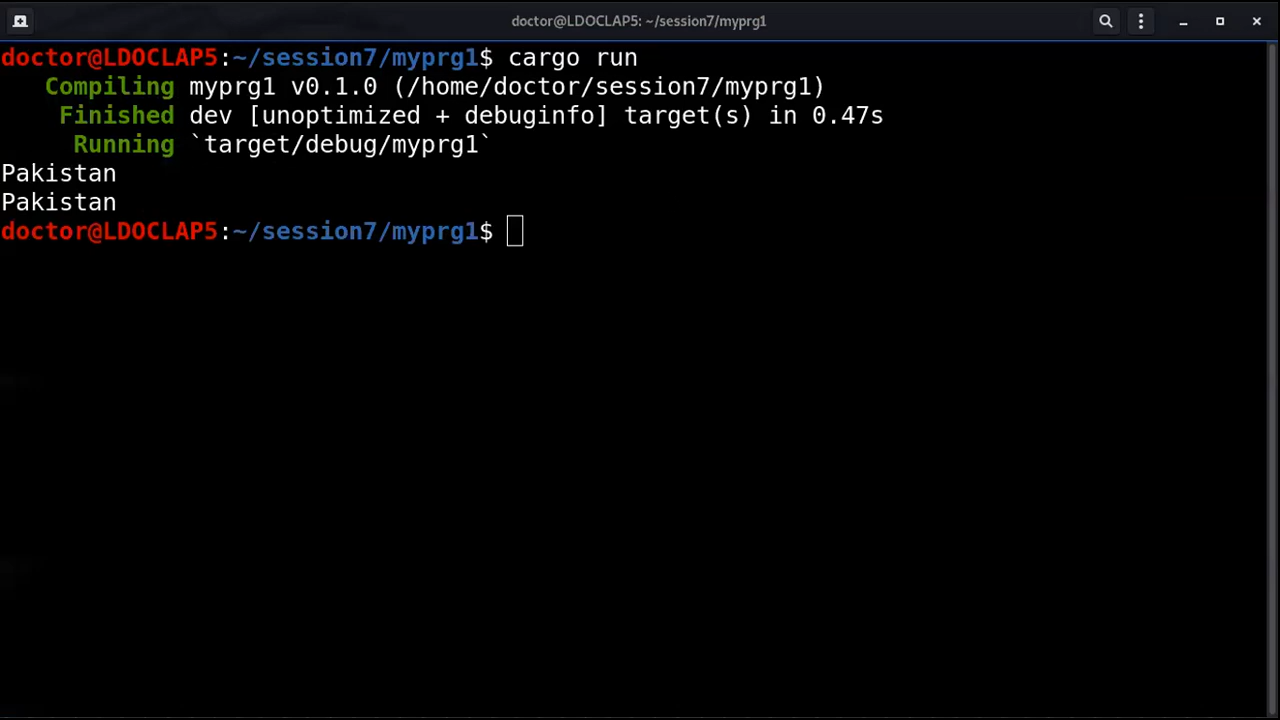 doctor@LDOCLAP5: ~/session7/myprg1
doctor@LDOCLAP5:~/session7/myprg1$ cargo run
Compiling myprg1 v0.1.0 (/home/doctor/session7/myprg1)
Finished dev [unoptimized + debuginfo] target(s) in 0.47s
Running `target/debug/myprg1`
Pakistan
Pakistan
doctor@LDOCLAP5:~/session7/myprg1$